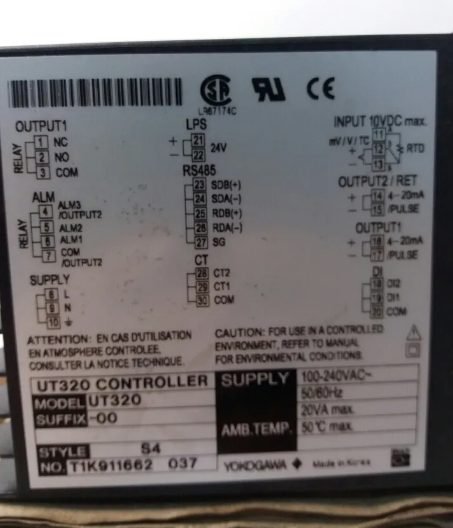 LR67174C
OUTPUT1
RELAY
1 NC
2 NO
3 COM
ALM
RELAY
4 ALM3 /OUTPUT2
5 ALM2
6 ALM1
7 COM /OUTPUT2
SUPPLY
8 L
9 N
10
LPS
+ 21
- 22
24V
RS485
23 SDB(+)
24 SDA(-)
25 RDB(+)
26 RDA(-)
27 SG
CT
28 CT2
29 CT1
30 COM
INPUT 10VDC max.
mV/V/TC
11
+ 12
- 13
RTD
OUTPUT2 / RET
+ 14 4-20mA
- 15 /PULSE
OUTPUT1
+ 16 4-20mA
- 17 /PULSE
DI
18 DI2
19 DI1
20 COM
ATTENTION: EN CAS D'UTILISATION
EN ATMOSPHERE CONTROLEE,
CONSULTER LA NOTICE TECHNIQUE.
CAUTION: FOR USE IN A CONTROLLED
ENVIRONMENT, REFER TO MANUAL
FOR ENVIRONMENTAL CONDITIONS.
UT320 CONTROLLER
MODEL UT320
SUFFIX -00
STYLE S4
NO. T1K911662 037
SUPPLY 100-240VAC~
50/60Hz
20VA max.
AMB.TEMP. 50°C max.
YOKOGAWA
Made in Korea